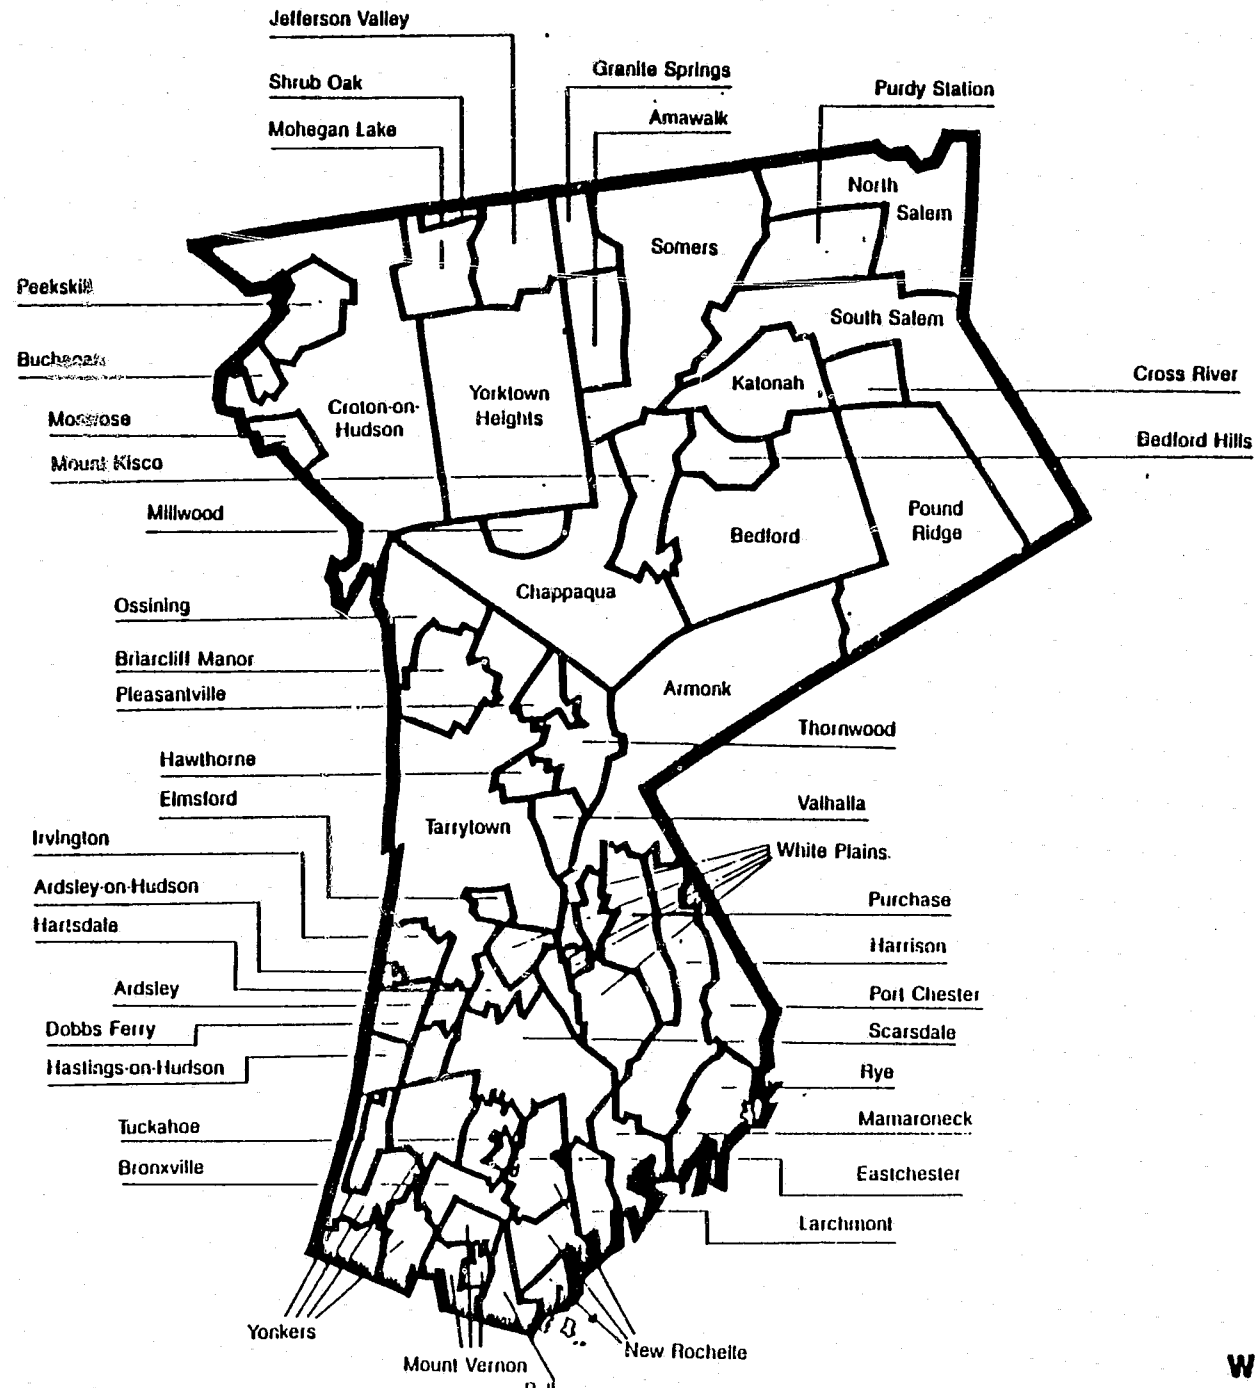 Jefferson Valley
Shrub Oak
Mohegan Lake
Granite Springs
Amawalk
Purdy Station
North
Salem
Somers
Peekskill
South Salem
Katonah
Cross River
Yorktown
Heights
Croton-on-
Hudson
Mount Kisco
Bedford Hills
Millwood
Pound
Ridge
Bedford
Chappaqua
Ossining
Briarcliff Manor
Pleasantville
Armonk
Thornwood
Hawthorne
Elmsford
Valhalla
Tarrytown
Irvington
White Plains
Ardsley-on-Hudson
Purchase
Hartsdale
Harrison
Ardsley
Port Chester
Dobbs Ferry
Scarsdale
Hastings-on-Hudson
Rye
Tuckahoe
Mamaroneck
Bronxville
Eastchester
Larchmont
Yonkers
Mount Vernon
New Rochelle
W